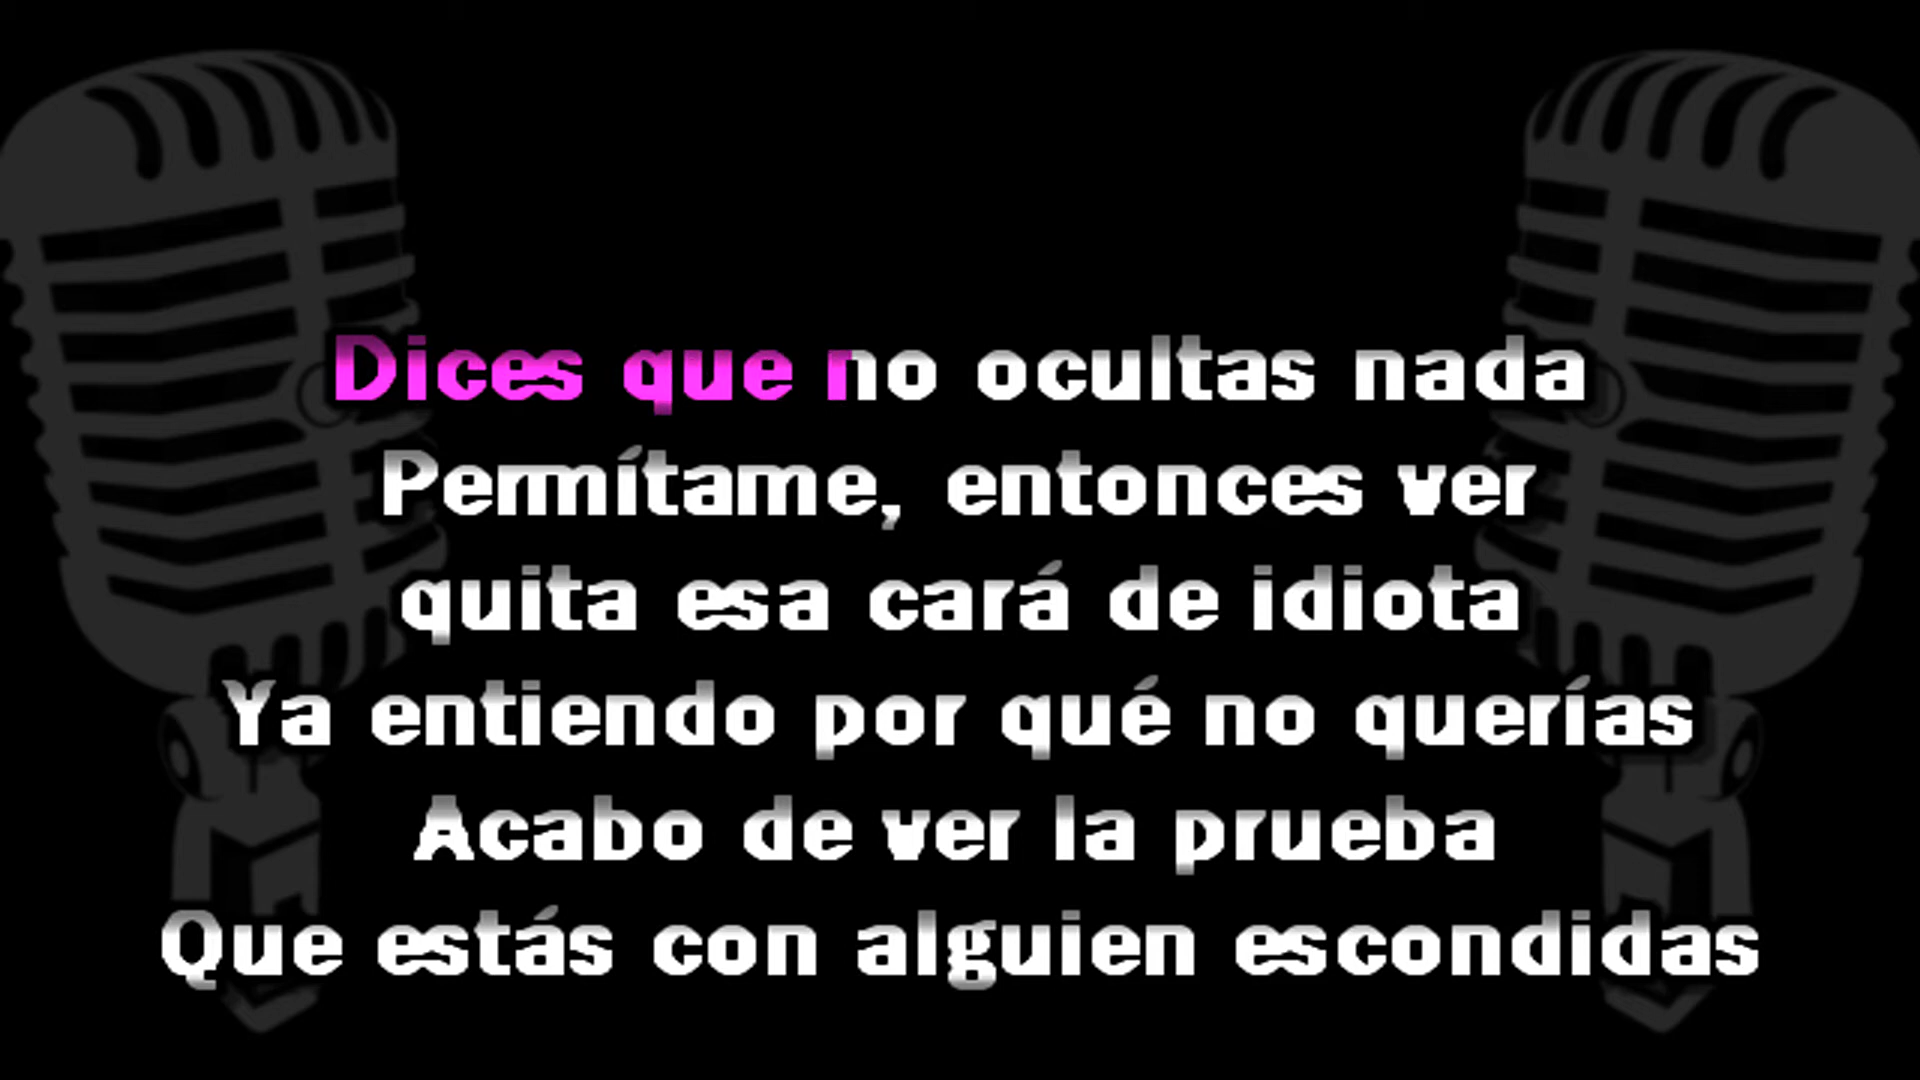 Dices que no ocultas nada
Permítame, entonces ver
quita esa cará de idiota
Ya entiendo por qué no querías
Acabo de ver la prueba
Que estás con alguien escondidas